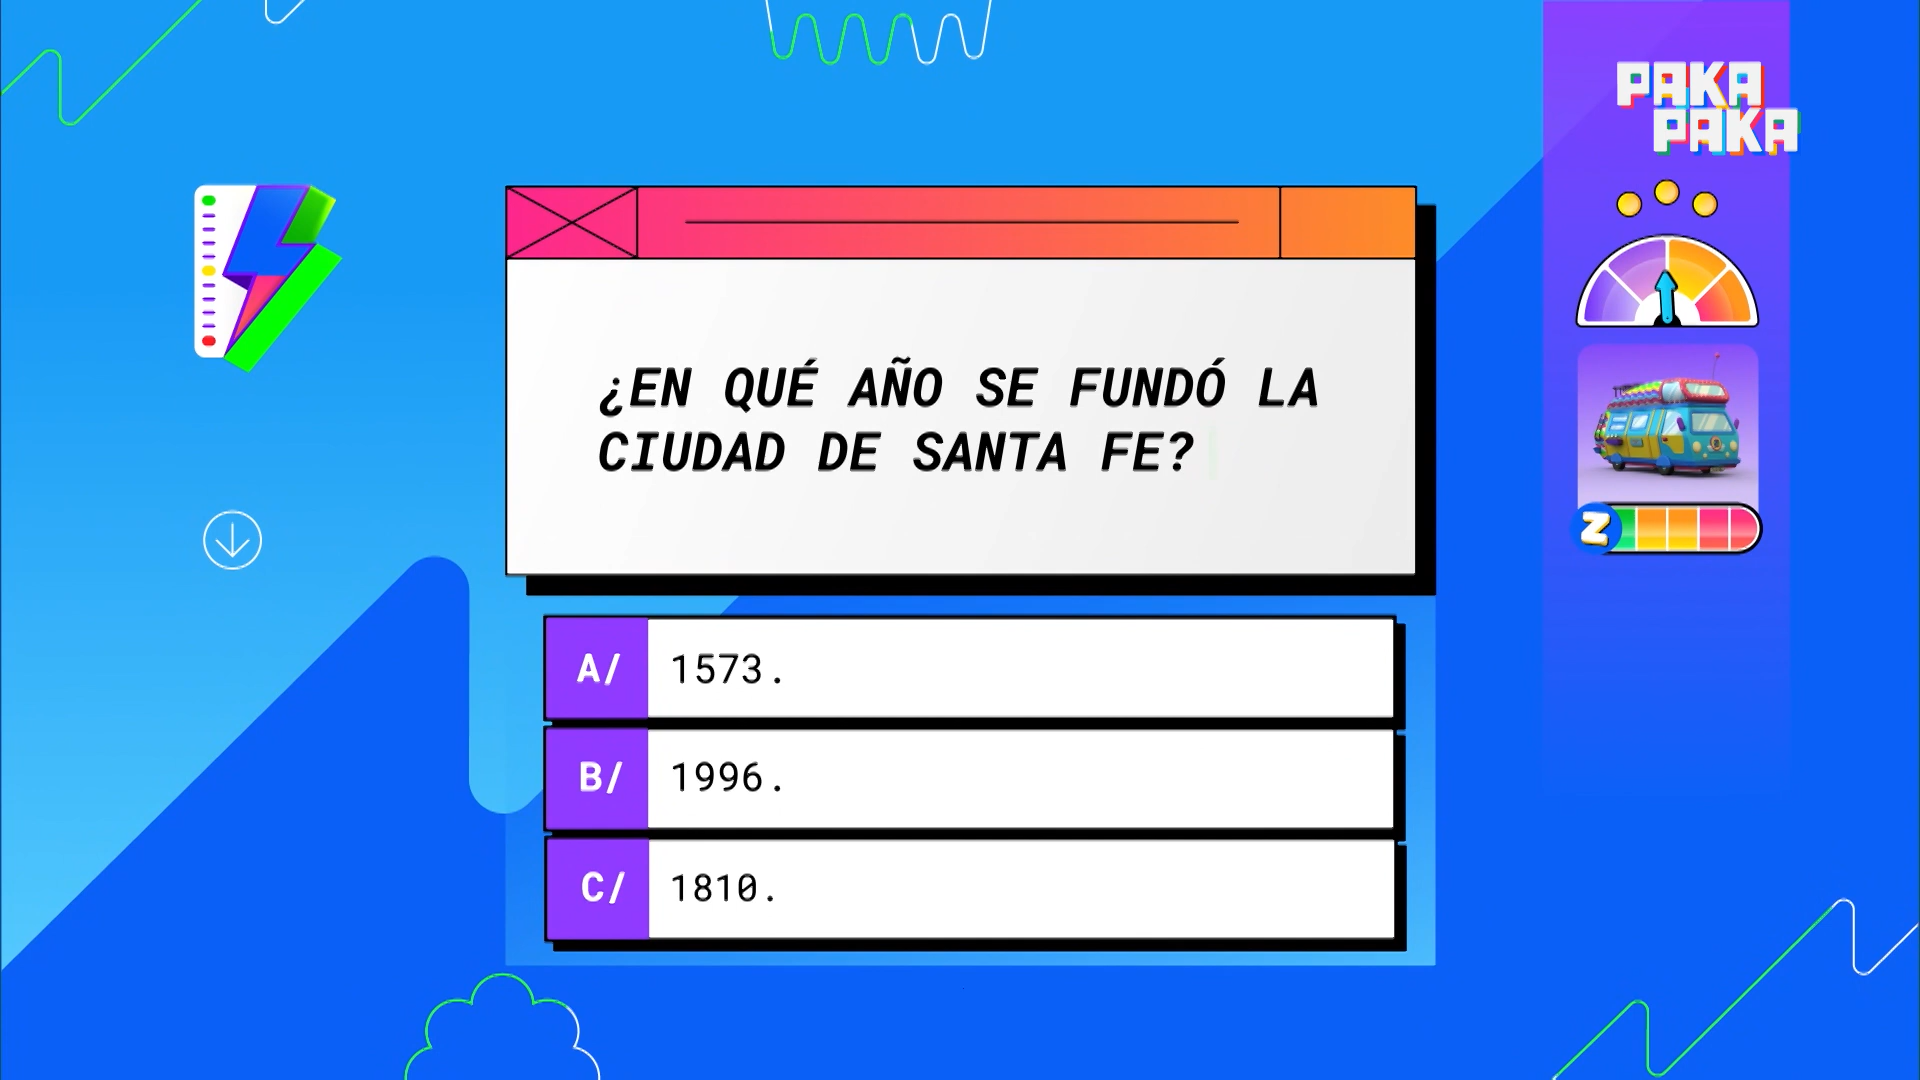 PAKA
PAKA
¿EN QUÉ AÑO SE FUNDÓ LA
CIUDAD DE SANTA FE?
A/ 1573.
B/ 1996.
C/ 1810.
Z